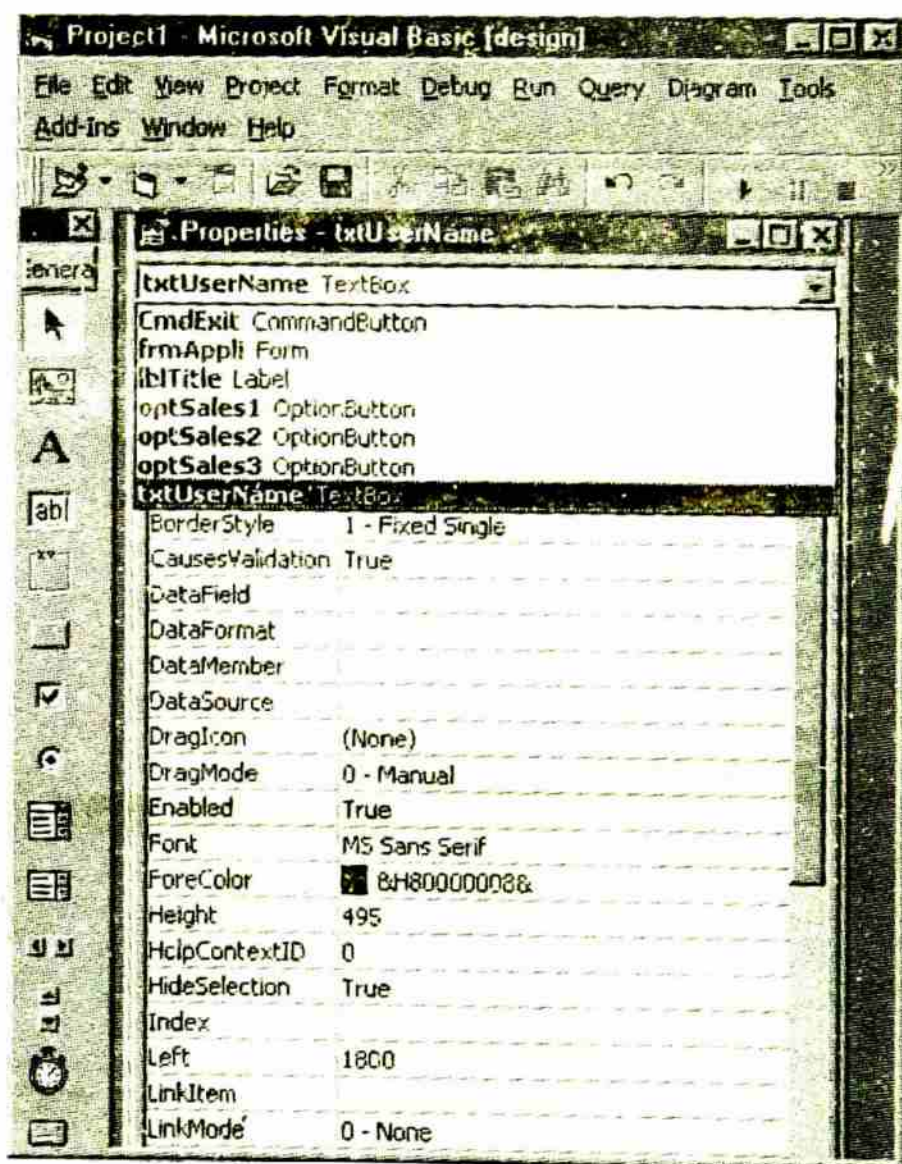 Project1 - Microsoft Visual Basic [design]
File Edit View Project Format Debug Run Query Diagram Tools
Add-Ins Window Help
Properties - txtUserName
enera
txtUserName TextBox
CmdExit CommandButton
frmAppli Form
lblTitle Label
optSales1 OptionButton
optSales2 OptionButton
optSales3 OptionButton
txtUserName TextBox
BorderStyle 1 - Fixed Single
CausesValidation True
DataField
DataFormat
DataMember
DataSource
DragIcon (None)
DragMode 0 - Manual
Enabled True
Font MS Sans Serif
ForeColor &H80000008&
Height 495
HelpContextID 0
HideSelection True
Index
Left 1800
LinkItem
LinkMode 0 - None
A
ab|
xy